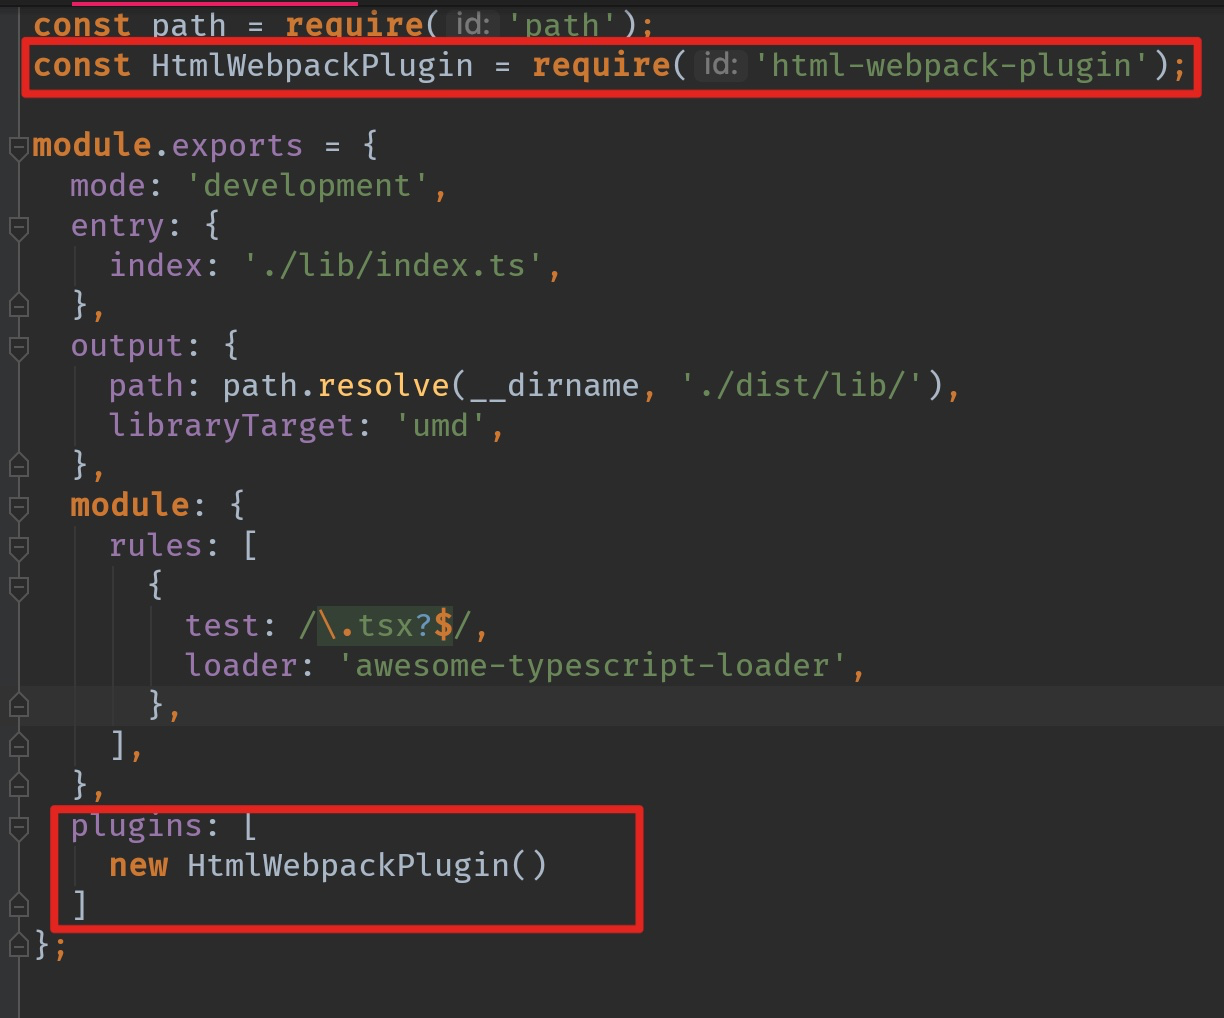 const path = require( id: 'path');
const HtmlWebpackPlugin = require( id: 'html-webpack-plugin');
module.exports = {
  mode: 'development',
  entry: {
    index: './lib/index.ts',
  },
  output: {
    path: path.resolve(__dirname, './dist/lib/'),
    libraryTarget: 'umd',
  },
  module: {
    rules: [
      {
        test: /\.tsx?$/,
        loader: 'awesome-typescript-loader',
      },
    ],
  },
  plugins: [
    new HtmlWebpackPlugin()
  ]
};